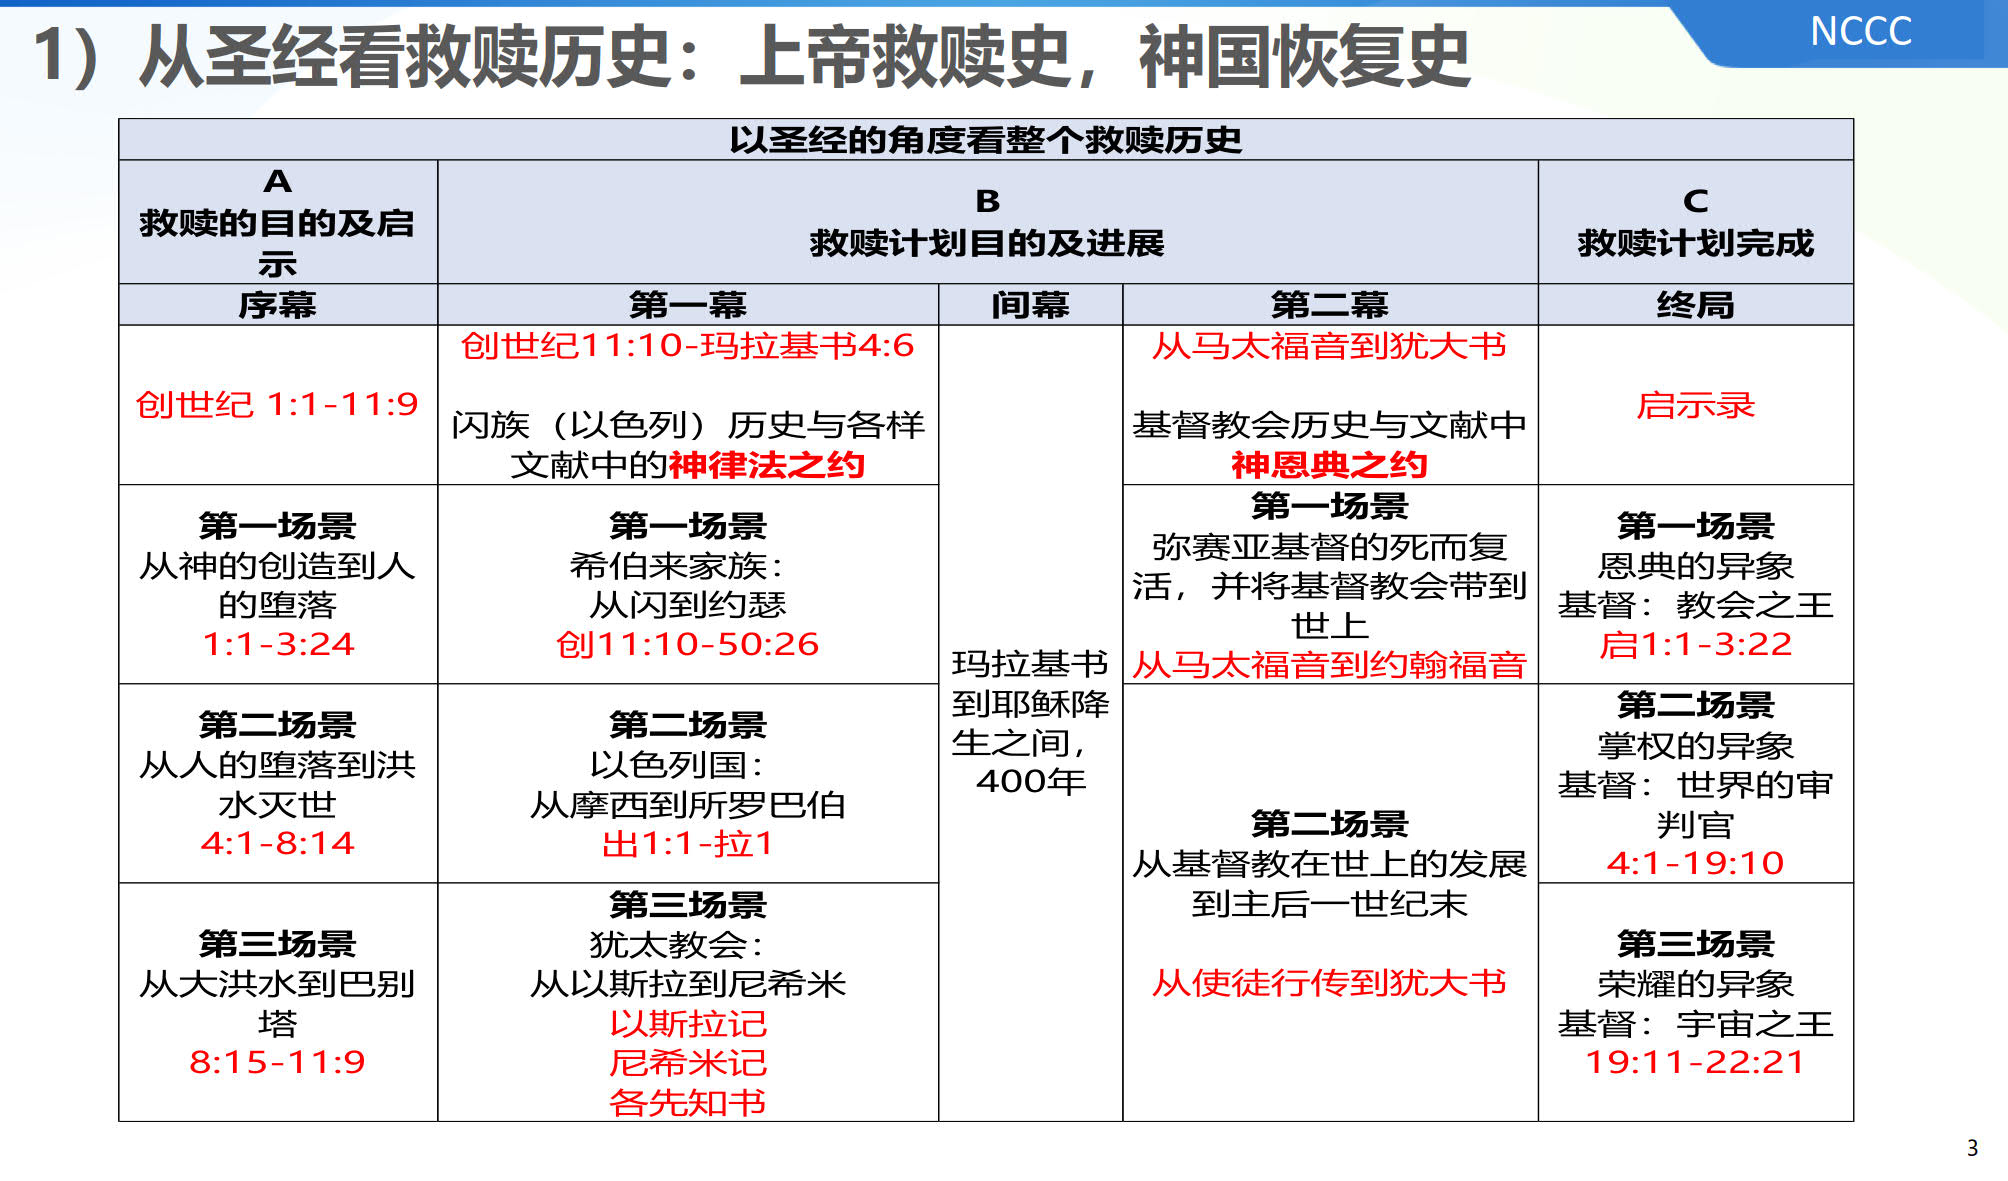 NCCC
1）从圣经看救赎历史：上帝救赎史，神国恢复史
以圣经的角度看整个救赎历史
A
救赎的目的及启
示
B
救赎计划目的及进展
C
救赎计划完成
序幕
第一幕
间幕
第二幕
终局
创世纪 1:1-11:9
创世纪11:10-玛拉基书4:6
闪族（以色列）历史与各样
文献中的神律法之约
玛拉基书
到耶稣降
生之间，
400年
从马太福音到犹大书
基督教会历史与文献中
神恩典之约
启示录
第一场景
从神的创造到人
的堕落
1:1-3:24
第一场景
希伯来家族：
从闪到约瑟
创11:10-50:26
第一场景
弥赛亚基督的死而复
活，并将基督教会带到
世上
从马太福音到约翰福音
第一场景
恩典的异象
基督：教会之王
启1:1-3:22
第二场景
从人的堕落到洪
水灭世
4:1-8:14
第二场景
以色列国：
从摩西到所罗巴伯
出1:1-拉1
第二场景
从基督教在世上的发展
到主后一世纪末
从使徒行传到犹大书
第二场景
掌权的异象
基督：世界的审
判官
4:1-19:10
第三场景
从大洪水到巴别
塔
8:15-11:9
第三场景
犹太教会：
从以斯拉到尼希米
以斯拉记
尼希米记
各先知书
第三场景
荣耀的异象
基督：宇宙之王
19:11-22:21
3